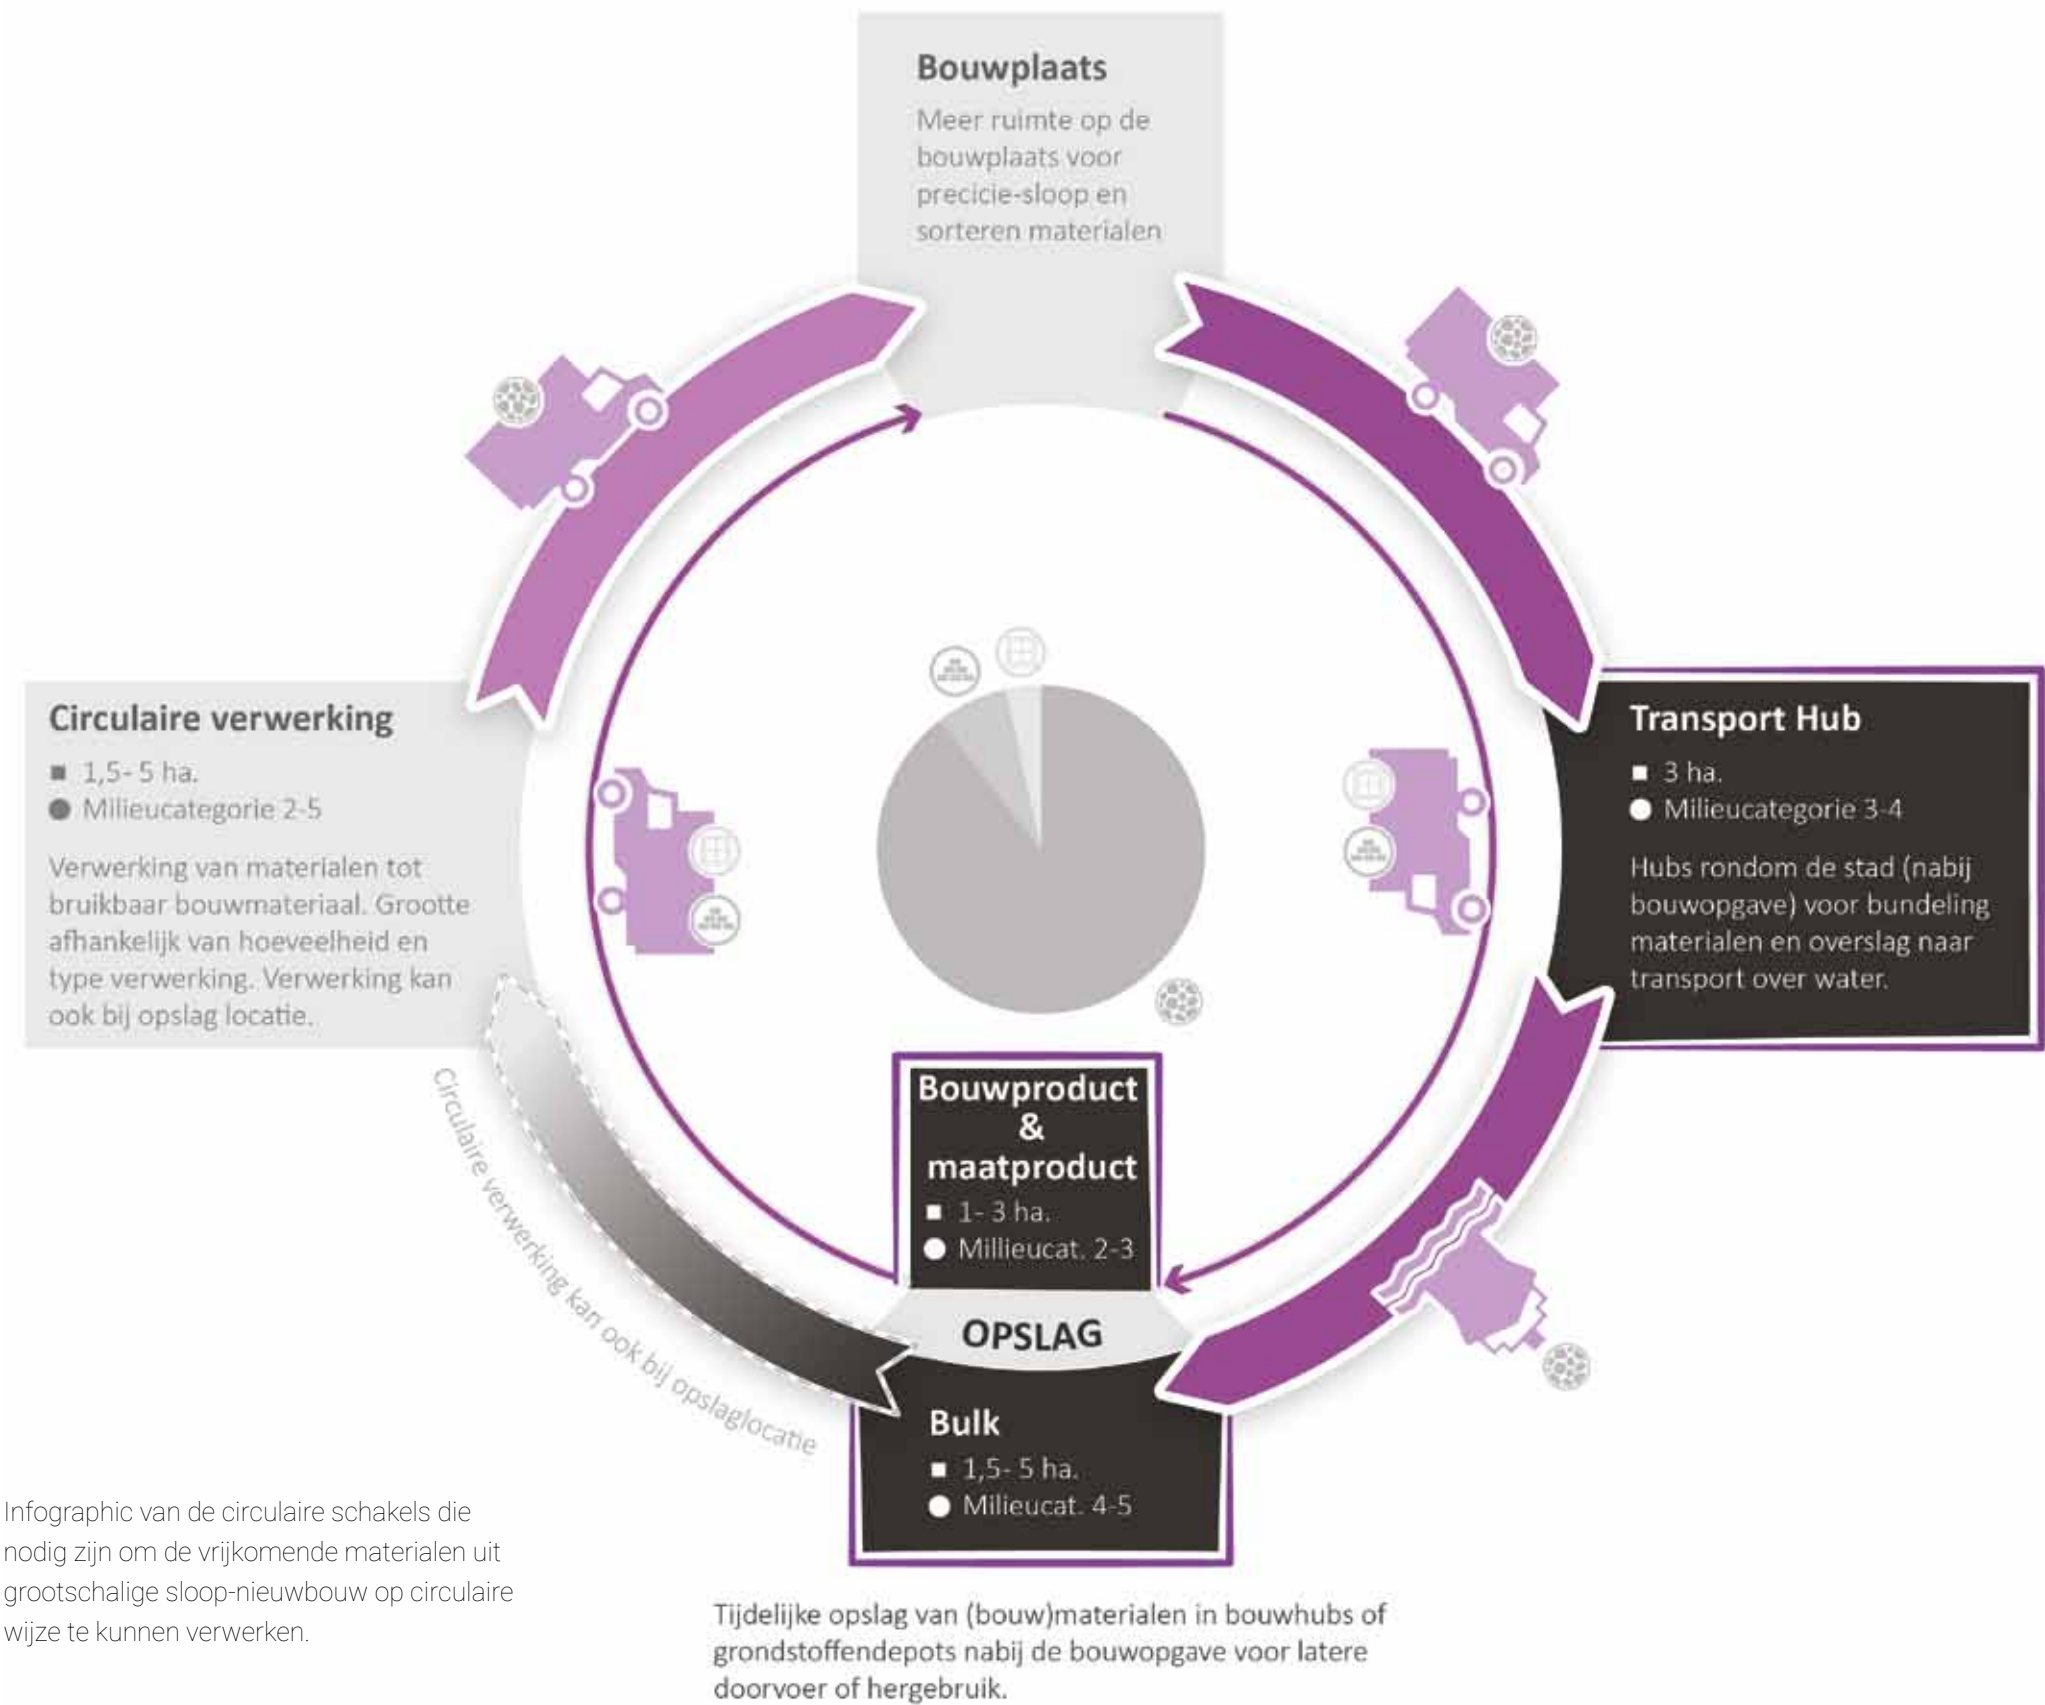 Bouwplaats
Meer ruimte op de
bouwplaats voor
precicie-sloop en
sorteren materialen
Circulaire verwerking
1,5- 5 ha.
Milieucategorie 2-5
Verwerking van materialen tot
bruikbaar bouwmateriaal. Grootte
afhankelijk van hoeveelheid en
type verwerking. Verwerking kan
ook bij opslag locatie.
Transport Hub
3 ha.
Milieucategorie 3-4
Hubs rondom de stad (nabij
bouwopgave) voor bundeling
materialen en overslag naar
transport over water.
Bouwproduct
&
maatproduct
1- 3 ha.
Millieucat. 2-3
OPSLAG
Bulk
1,5- 5 ha.
Milieucat. 4-5
Circulaire verwerking kan ook bij opslaglocatie
Infographic van de circulaire schakels die
nodig zijn om de vrijkomende materialen uit
grootschalige sloop-nieuwbouw op circulaire
wijze te kunnen verwerken.
Tijdelijke opslag van (bouw)materialen in bouwhubs of
grondstoffendepots nabij de bouwopgave voor latere
doorvoer of hergebruik.